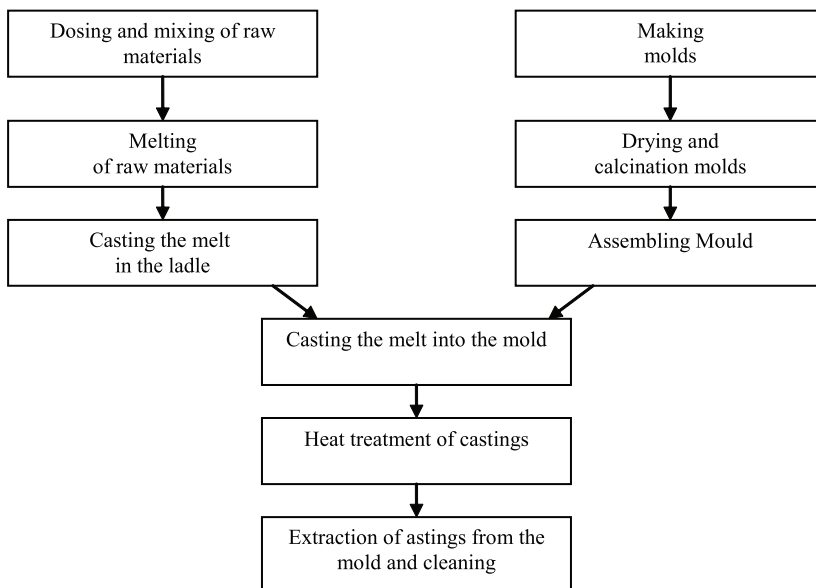 Dosing and mixing of raw
materials
Making
molds
Melting
of raw materials
Drying and
calcination molds
Casting the melt
in the ladle
Assembling Mould
Casting the melt into the mold
Heat treatment of castings
Extraction of astings from the
mold and cleaning